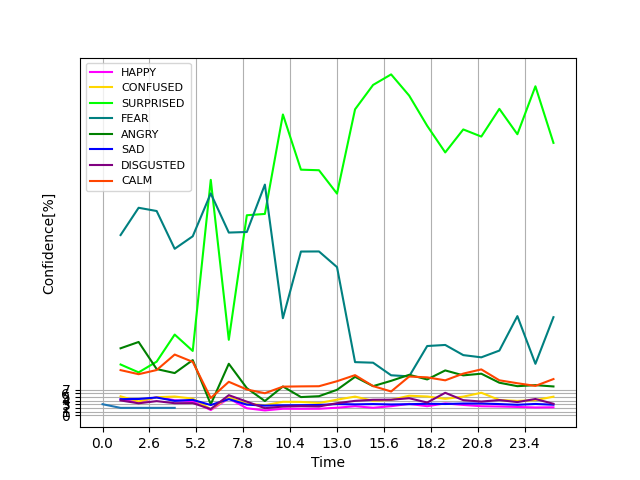 HAPPY
CONFUSED
SURPRISED
FEAR
ANGRY
SAD
DISGUSTED
CALM
Confidence[%]
0.0 2.6 5.2 7.8 10.4 13.0 15.6 18.2 20.8 23.4
Time